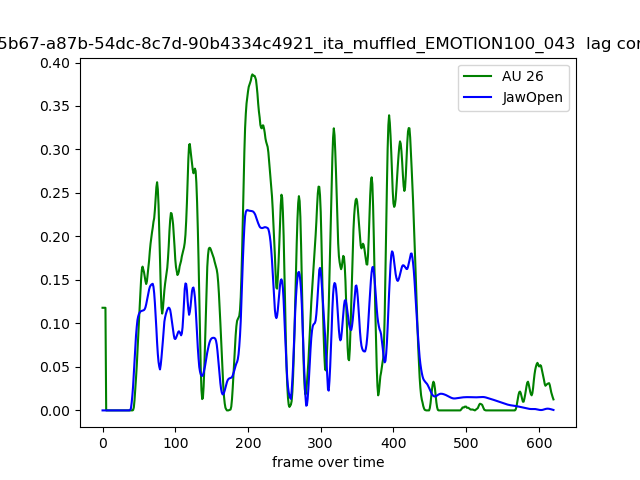 5b67-a87b-54dc-8c7d-90b4334c4921_ita_muffled_EMOTION100_043 lag cor
AU 26
JawOpen
0.40
0.35
0.30
0.25
0.20
0.15
0.10
0.05
0.00
0 100 200 300 400 500 600
frame over time